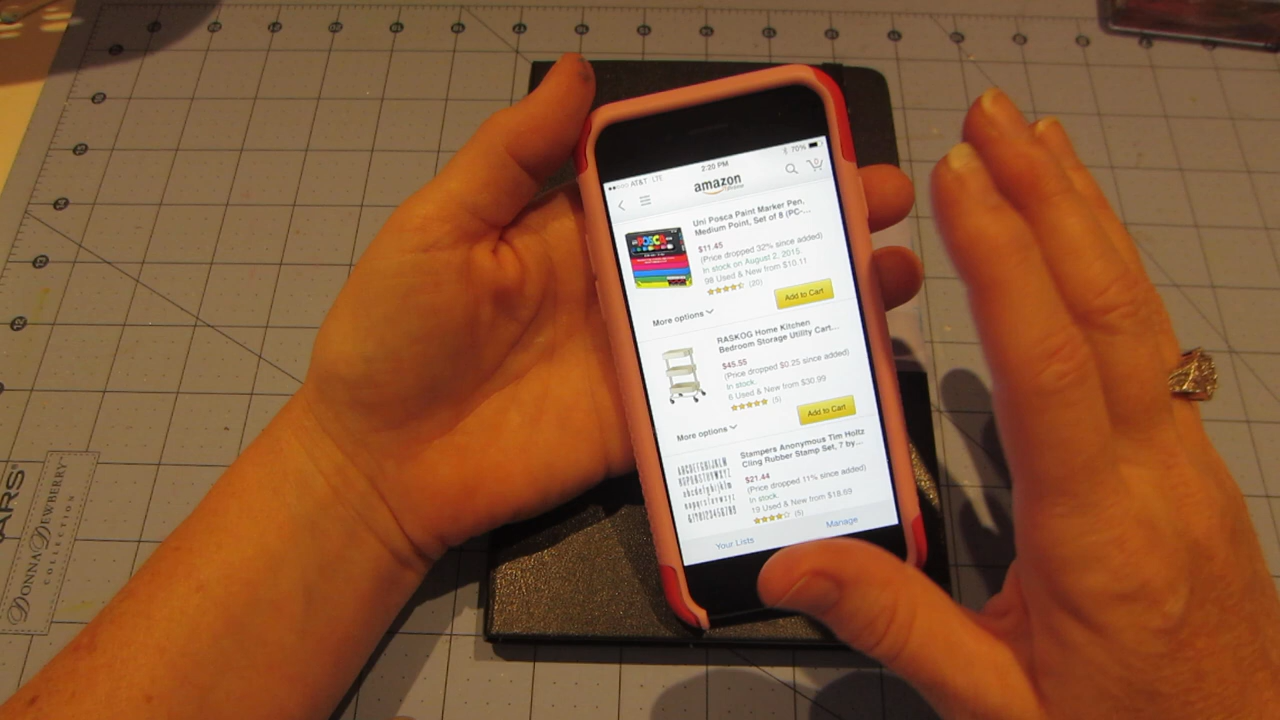 AT&T LTE
2:20 PM
70%
amazon
Prime
0
Uni Posca Paint Marker Pen,
Medium Point, Set of 8 (PC-...
$11.45
(Price dropped 32% since added)
In stock on August 2, 2015.
98 Used & New from $10.11
(20)
Add to Cart
More options
POSCA
RASKOG Home Kitchen
Bedroom Storage Utility Cart...
$45.55
(Price dropped $0.25 since added)
In stock.
6 Used & New from $30.99
(5)
Add to Cart
More options
Stampers Anonymous Tim Holtz
Cling Rubber Stamp Set, 7 by...
$21.44
(Price dropped 11% since added)
In stock.
19 Used & New from $18.69
(5)
Your Lists
Manage
DONNA DEWBERRY
COLLECTION
12